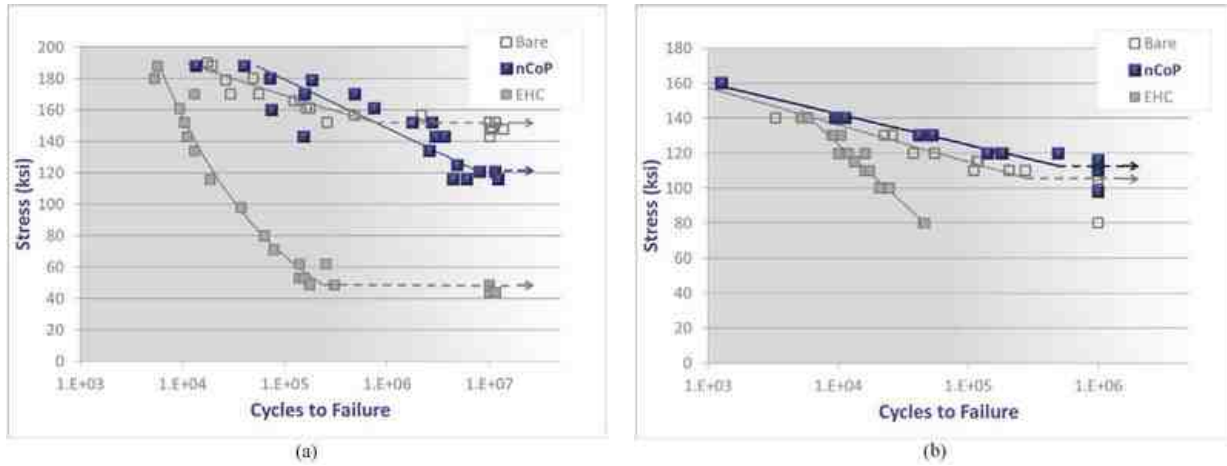 Bare
nCoP
EHC
200
180
160
140
120
100
80
60
40
20
0
Stress (ksi)
1.E+03 1.E+04 1.E+05 1.E+06 1.E+07
Cycles to Failure
(a)
Bare
nCoP
EHC
180
160
140
120
100
80
60
40
20
0
Stress (ksi)
1.E+03 1.E+04 1.E+05 1.E+06
Cycles to Failure
(b)